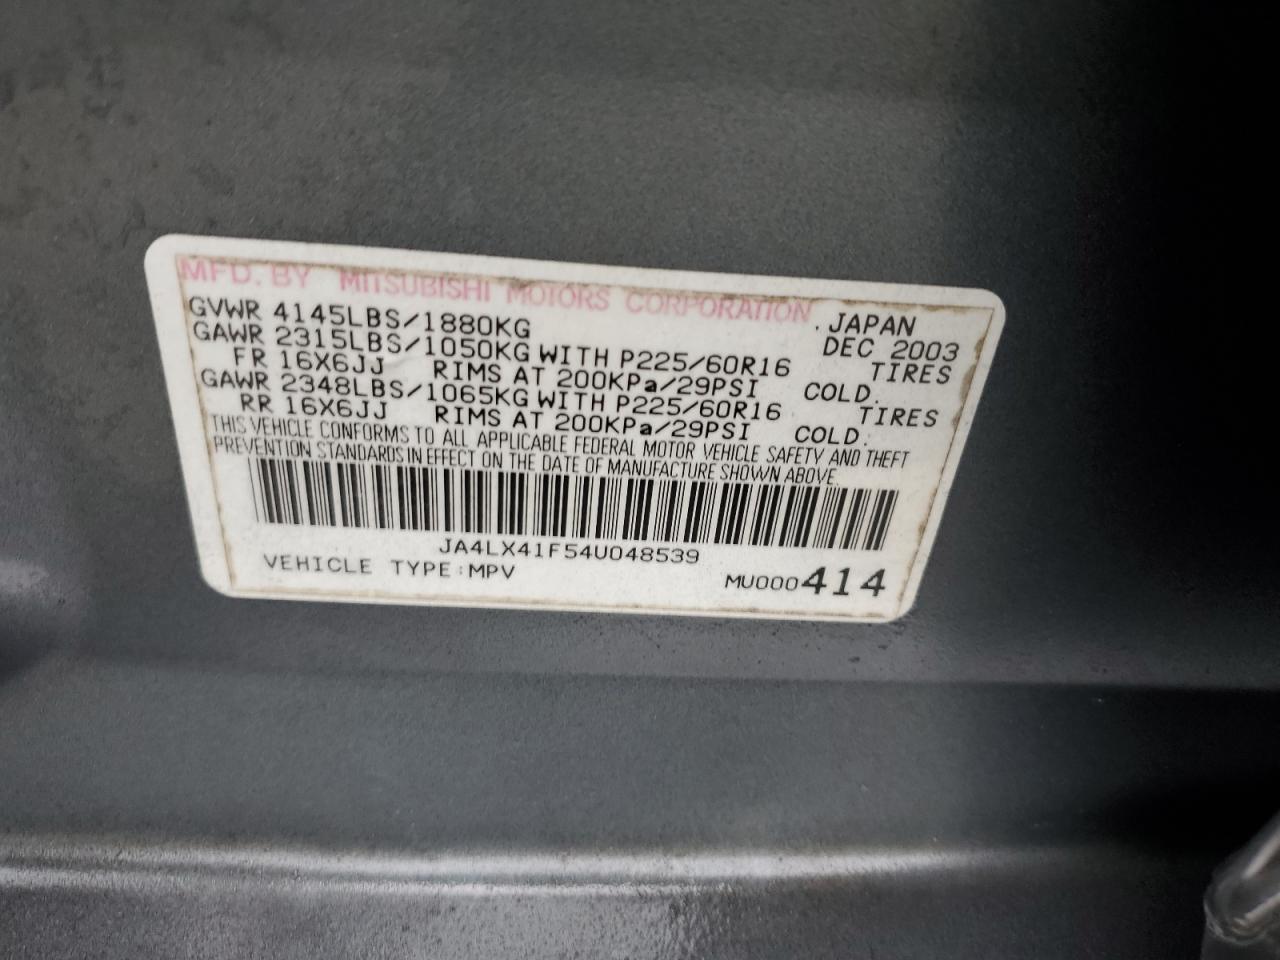 MFD. BY MITSUBISHI MOTORS CORPORATION, JAPAN
GVWR 4145LBS/1880KG DEC 2003
GAWR 2315LBS/1050KG WITH P225/60R16 TIRES
FR 16X6JJ RIMS AT 200KPa/29PSI COLD.
GAWR 2348LBS/1065KG WITH P225/60R16 TIRES
RR 16X6JJ RIMS AT 200KPa/29PSI COLD.
THIS VEHICLE CONFORMS TO ALL APPLICABLE FEDERAL MOTOR VEHICLE SAFETY AND THEFT
PREVENTION STANDARDS IN EFFECT ON THE DATE OF MANUFACTURE SHOWN ABOVE.
JA4LX41F54U048539
VEHICLE TYPE:MPV MU000414